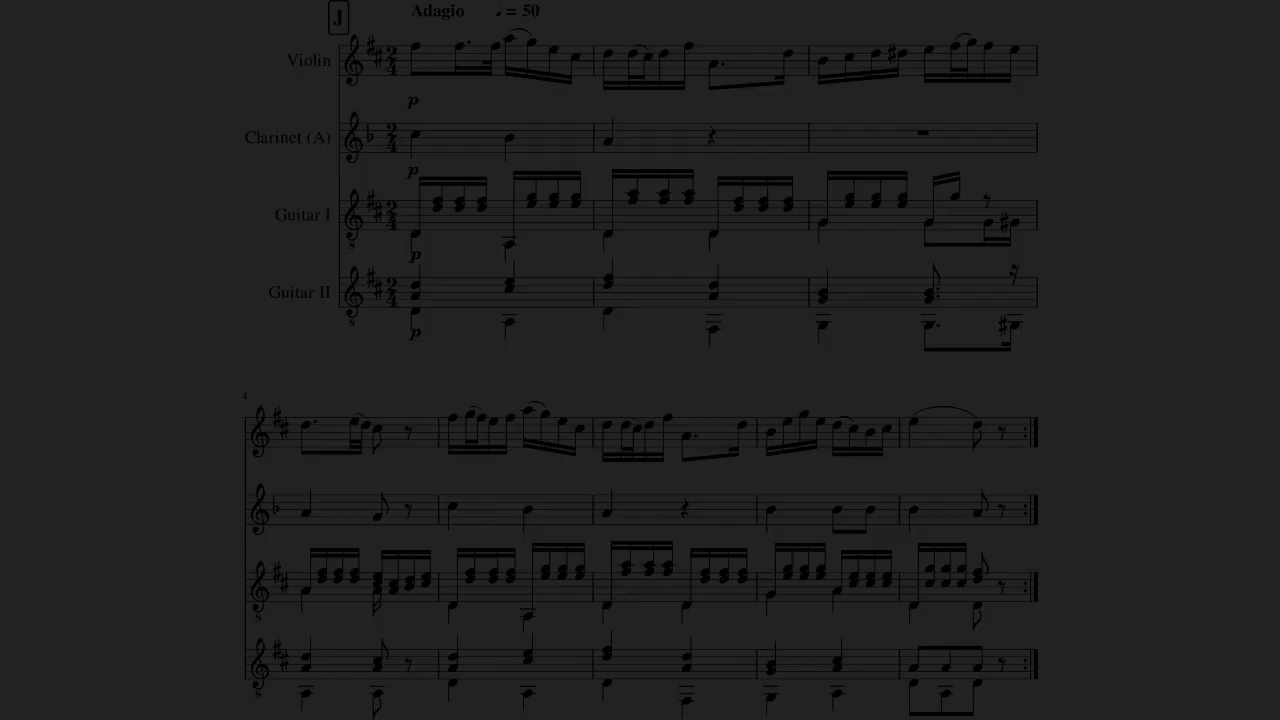 J
Adagio ♩ = 50
Violin
p
Clarinet (A)
p
Guitar I
p
Guitar II
p
4